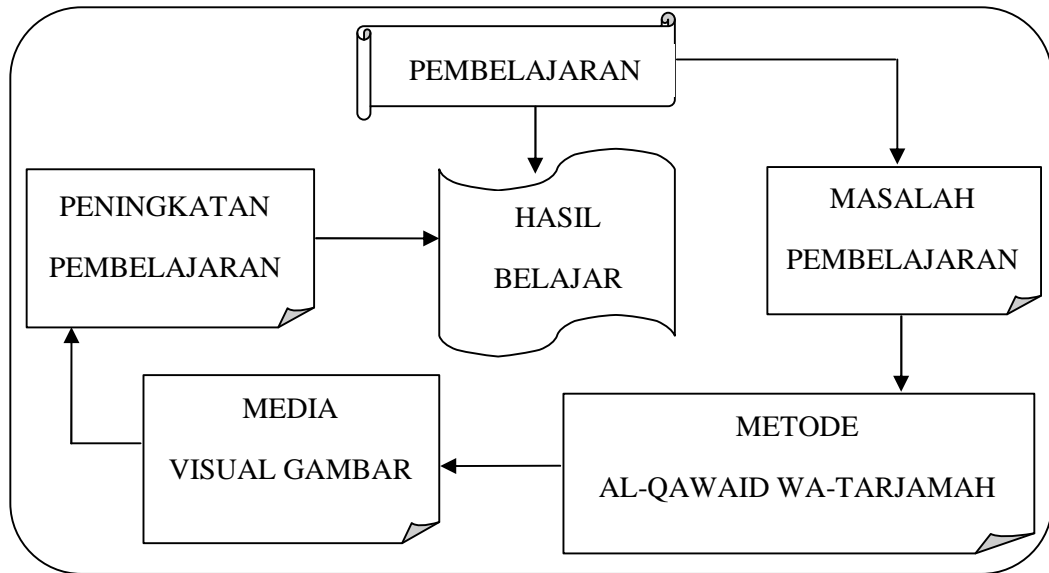 PEMBELAJARAN
PENINGKATAN
PEMBELAJARAN
HASIL
BELAJAR
MASALAH
PEMBELAJARAN
MEDIA
VISUAL GAMBAR
METODE
AL-QAWAID WA-TARJAMAH